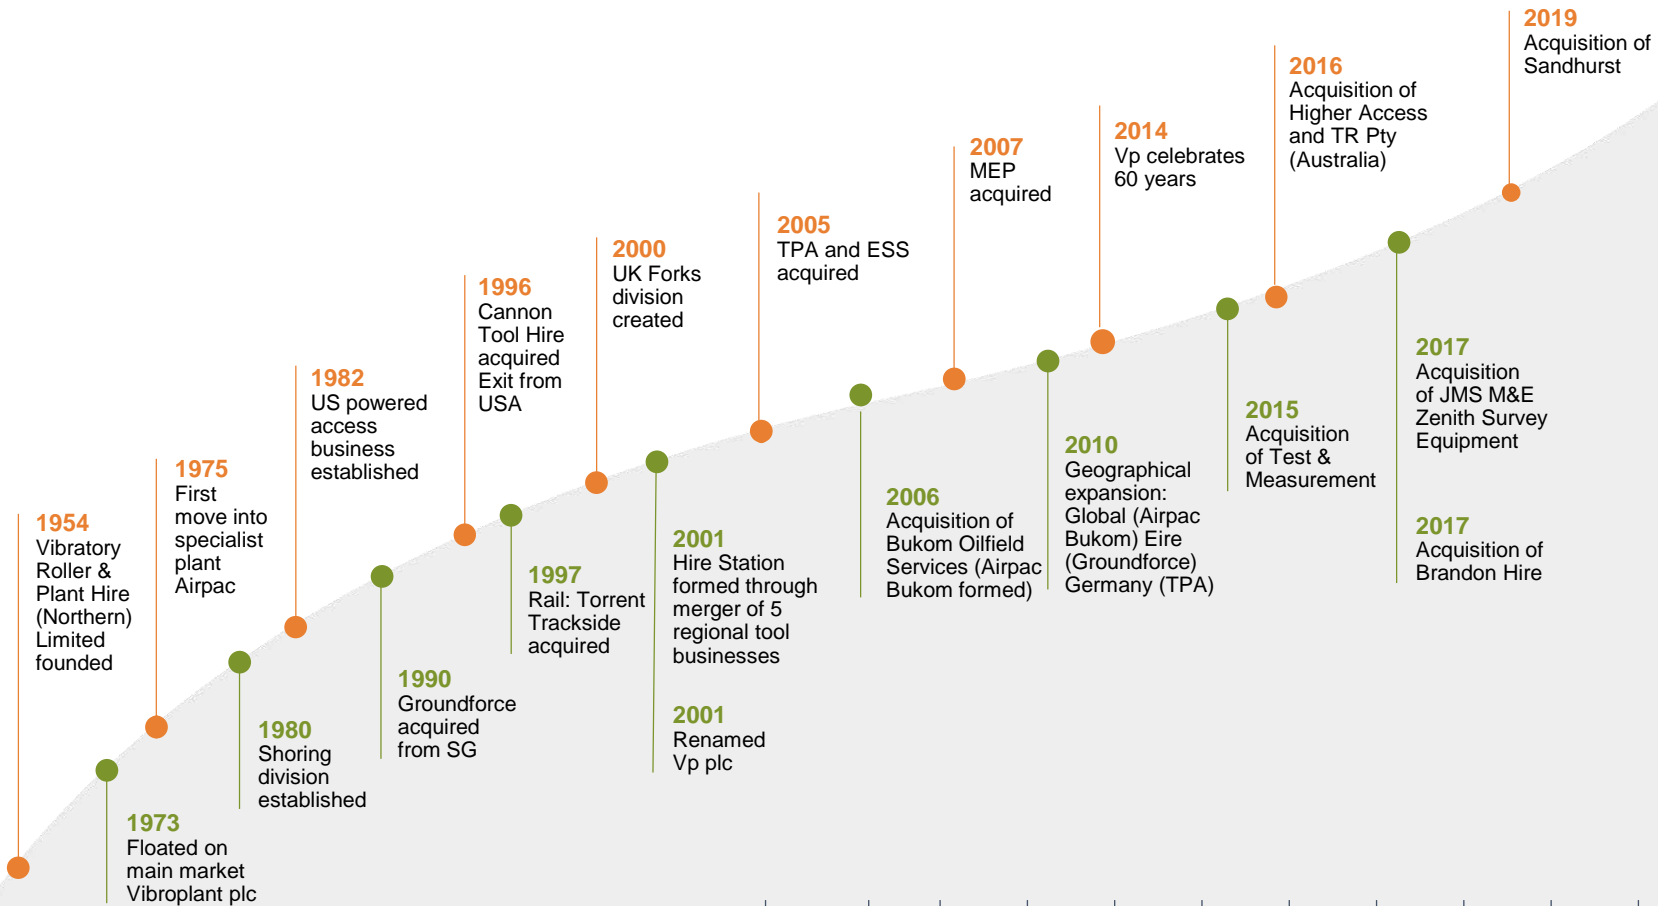 1954
Vibratory
Roller &
Plant Hire
(Northern)
Limited
founded
1973
Floated on
main market
Vibroplant plc
1975
First
move into
specialist
plant
Airpac
1980
Shoring
division
established
1982
US powered
access
business
established
1990
Groundforce
acquired
from SG
1996
Cannon
Tool Hire
acquired
Exit from
USA
1997
Rail: Torrent
Trackside
acquired
2000
UK Forks
division
created
2001
Hire Station
formed through
merger of 5
regional tool
businesses
2001
Renamed
Vp plc
2005
TPA and ESS
acquired
2006
Acquisition of
Bukom Oilfield
Services (Airpac
Bukom formed)
2007
MEP
acquired
2010
Geographical
expansion:
Global (Airpac
Bukom) Eire
(Groundforce)
Germany (TPA)
2014
Vp celebrates
60 years
2015
Acquisition
of Test &
Measurement
2016
Acquisition of
Higher Access
and TR Pty
(Australia)
2017
Acquisition
of JMS M&E
Zenith Survey
Equipment
2017
Acquisition of
Brandon Hire
2019
Acquisition of
Sandhurst